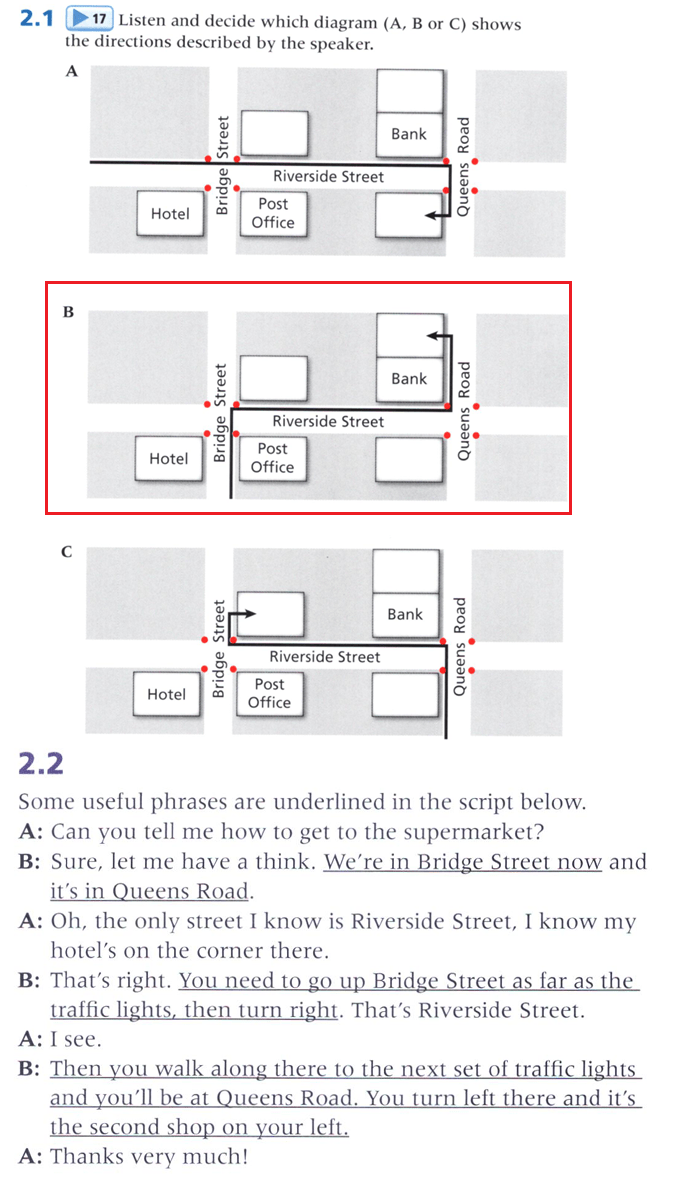 2.1 17 Listen and decide which diagram (A, B or C) shows
the directions described by the speaker.
A
Bridge Street
Bank
Queens Road
Riverside Street
Hotel
Post
Office
B
Bridge Street
Bank
Queens Road
Riverside Street
Hotel
Post
Office
C
Bridge Street
Bank
Queens Road
Riverside Street
Hotel
Post
Office
2.2
Some useful phrases are underlined in the script below.
A: Can you tell me how to get to the supermarket?
B: Sure, let me have a think. We're in Bridge Street now and
it's in Queens Road.
A: Oh, the only street I know is Riverside Street, I know my
hotel's on the corner there.
B: That's right. You need to go up Bridge Street as far as the
traffic lights, then turn right. That's Riverside Street.
A: I see.
B: Then you walk along there to the next set of traffic lights
and you'll be at Queens Road. You turn left there and it's
the second shop on your left.
A: Thanks very much!